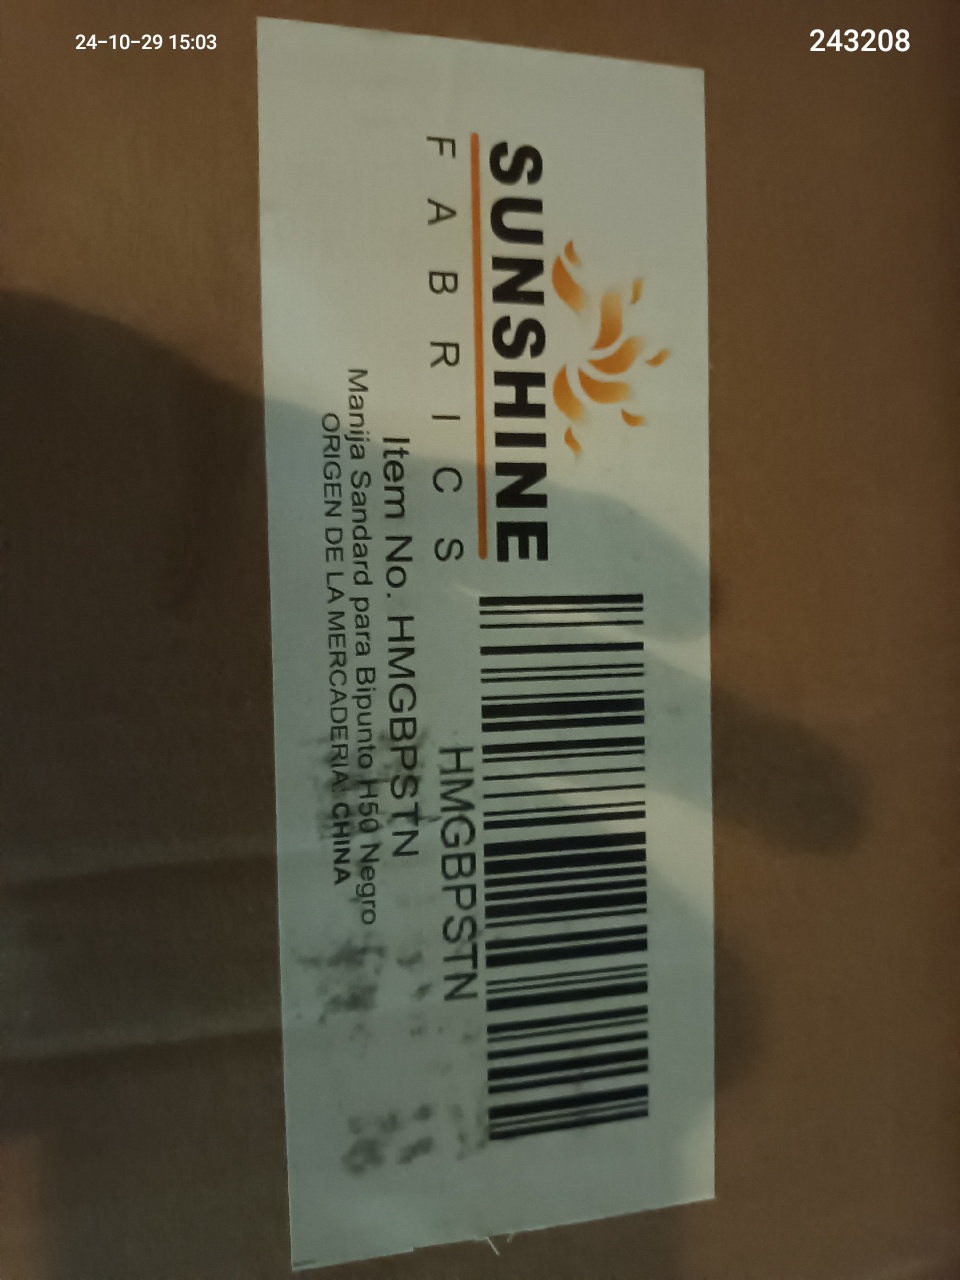 24-10-29 15:03
243208
SUNSHINE
FABRICS
HMGBPSTN
Item No. HMGBPSTN
Manija Sandard para Bipunto H50 Negro
ORIGEN DE LA MERCADERIA: CHINA